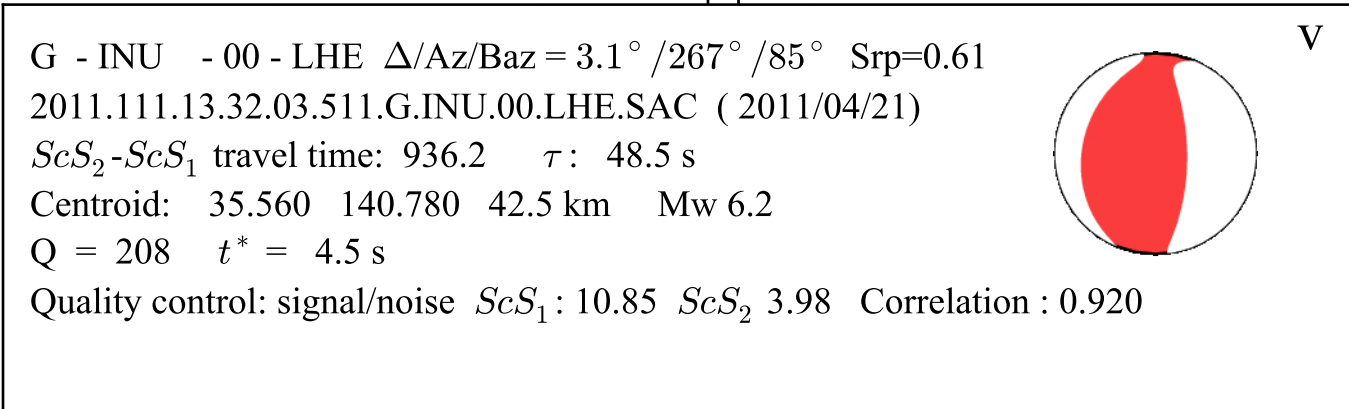 G - INU - 00 - LHE Δ/Az/Baz = 3.1°/267°/85° Srp=0.61
V
2011.111.13.32.03.511.G.INU.00.LHE.SAC ( 2011/04/21)
ScS₂-ScS₁ travel time: 936.2 τ: 48.5 s
Centroid: 35.560 140.780 42.5 km Mw 6.2
Q = 208 t* = 4.5 s
Quality control: signal/noise ScS₁: 10.85 ScS₂ 3.98 Correlation : 0.920